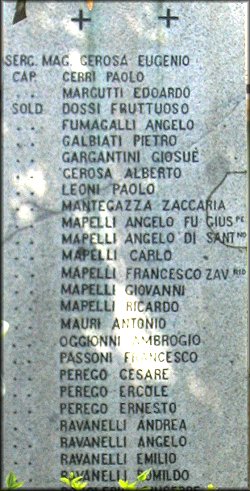 SERG. MAG. GEROSA EUGENIO
CAP. CERRI PAOLO
... MARGUTTI EDOARDO
SOLD. DOSSI FRUTTUOSO
... FUMAGALLI ANGELO
... GALBIATI PIETRO
... GARGANTINI GIOSUÈ
... GEROSA ALBERTO
... LEONI PAOLO
... MANTEGAZZA ZACCARIA
... MAPELLI ANGELO FU GIUS.PE
... MAPELLI ANGELO DI SANT.NO
... MAPELLI CARLO
... MAPELLI FRANCESCO ZAV.RIO
... MAPELLI GIOVANNI
... MAPELLI RICARDO
... MAURI ANTONIO
... OGGIONNI AMBROGIO
... PASSONI FRANCESCO
... PEREGO CESARE
... PEREGO ERCOLE
... PEREGO ERNESTO
... RAVANELLI ANDREA
... RAVANELLI ANGELO
... RAVANELLI EMILIO
... RAVANELLI ROMILDO